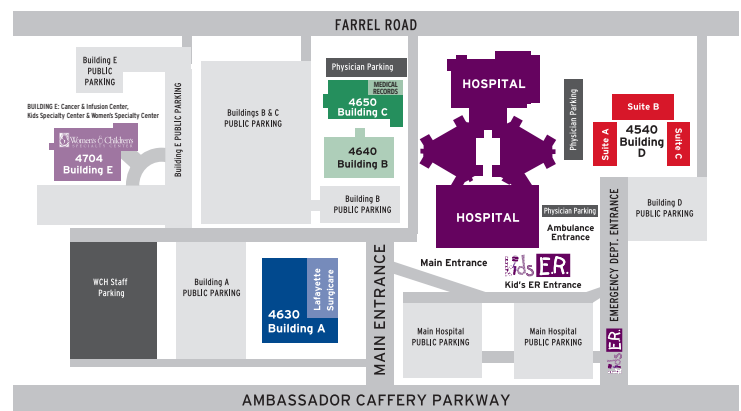 FARREL ROAD
Building E
PUBLIC
PARKING
Physician Parking
MEDICAL
RECORDS
4650
Building C
HOSPITAL
Physician Parking
Suite B
Suite A
4540
Building
D
Suite C
BUILDING E: Cancer & Infusion Center,
Kids Specialty Center & Women's Specialty Center
Women's & Children's
SPECIALTY CENTER
4704
Building E
Building E PUBLIC PARKING
Buildings B & C
PUBLIC PARKING
4640
Building B
Building B
PUBLIC PARKING
HOSPITAL
Physician Parking
Ambulance
Entrance
Building D
PUBLIC PARKING
EMERGENCY DEPT. ENTRANCE
Main Entrance
kids E.R.
Kid's ER Entrance
WCH Staff
Parking
Building A
PUBLIC PARKING
4630
Building A
Lafayette
Surgicare
MAIN ENTRANCE
Main Hospital
PUBLIC PARKING
Main Hospital
PUBLIC PARKING
kids E.R.
AMBASSADOR CAFFERY PARKWAY